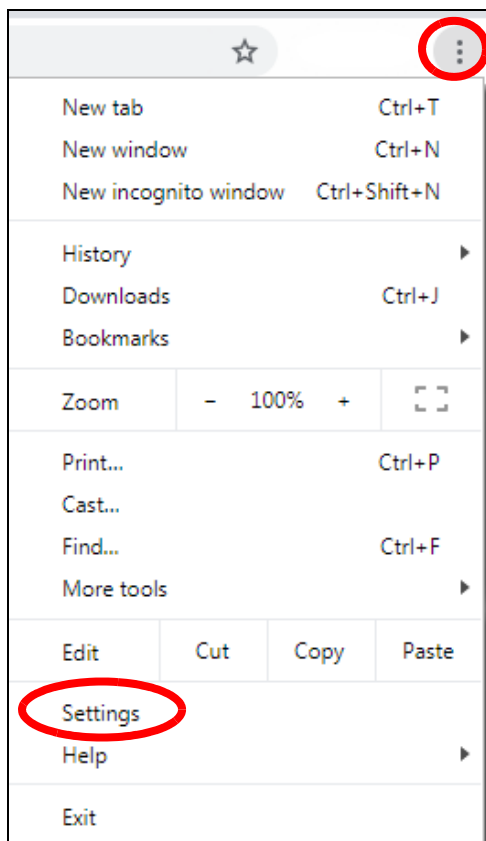 New tab Ctrl+T
New window Ctrl+N
New incognito window Ctrl+Shift+N
History
Downloads Ctrl+J
Bookmarks
Zoom - 100% +
Print... Ctrl+P
Cast...
Find... Ctrl+F
More tools
Edit Cut Copy Paste
Settings
Help
Exit